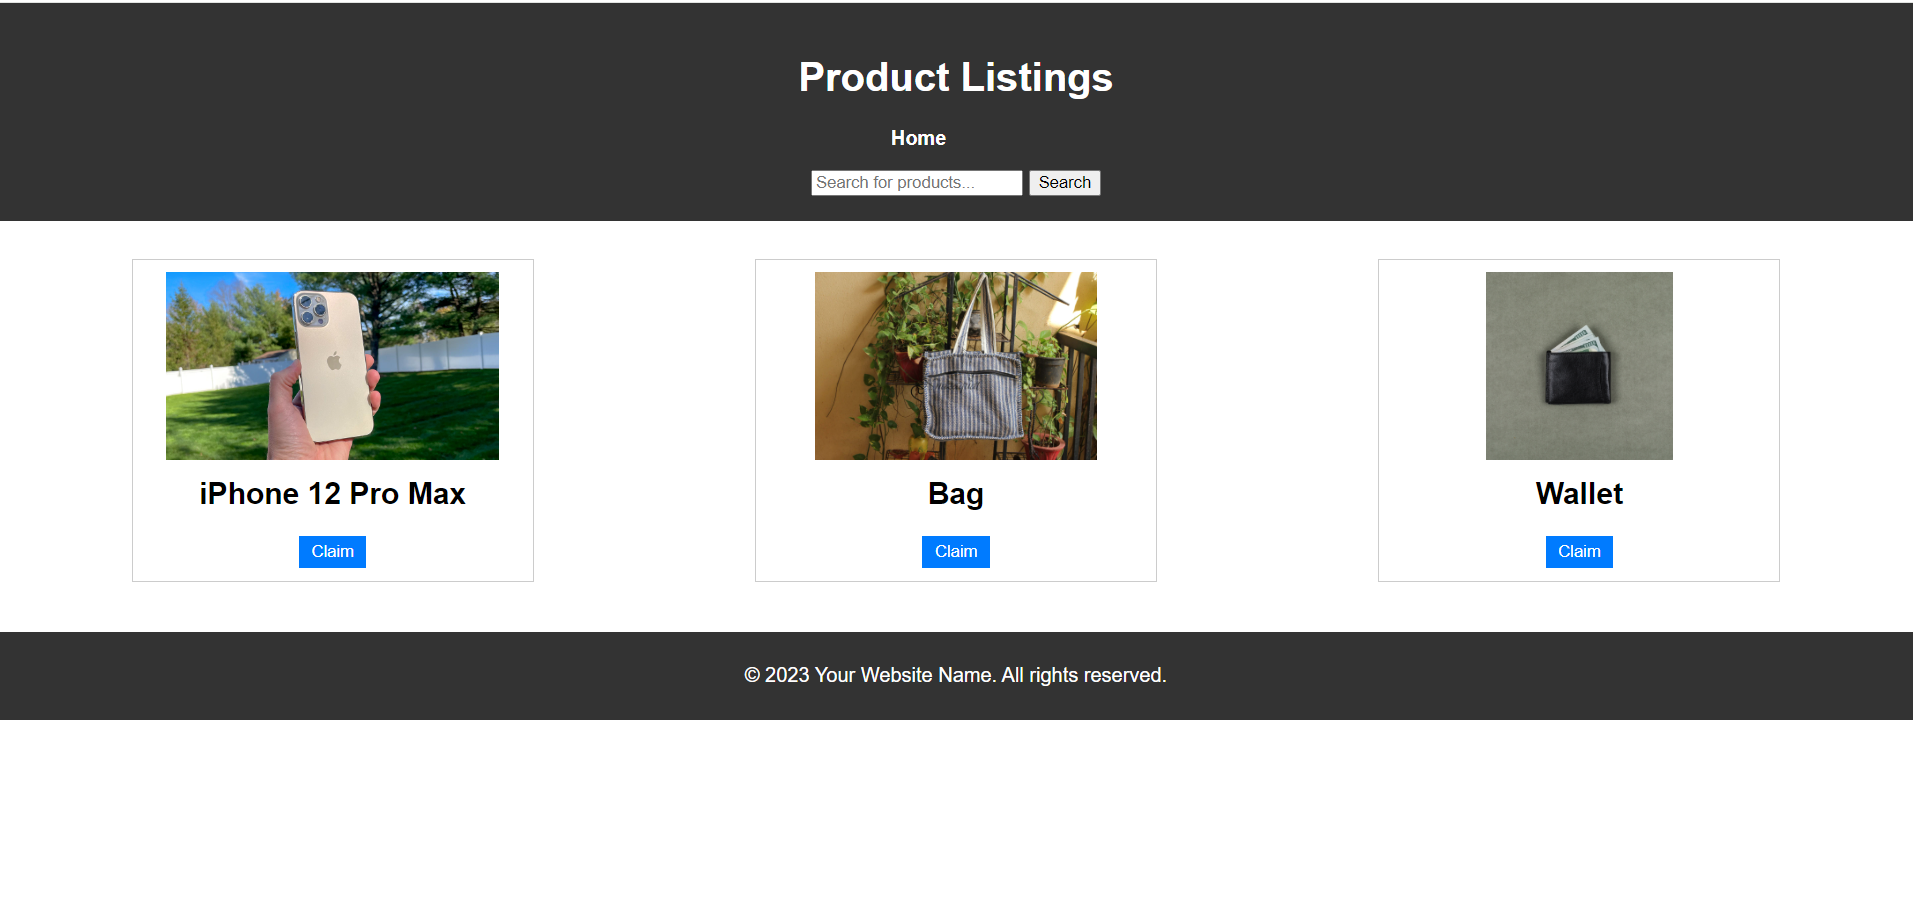 Product Listings
Home
Search for products... Search
iPhone 12 Pro Max
Claim
Bag
Claim
Wallet
Claim
© 2023 Your Website Name. All rights reserved.